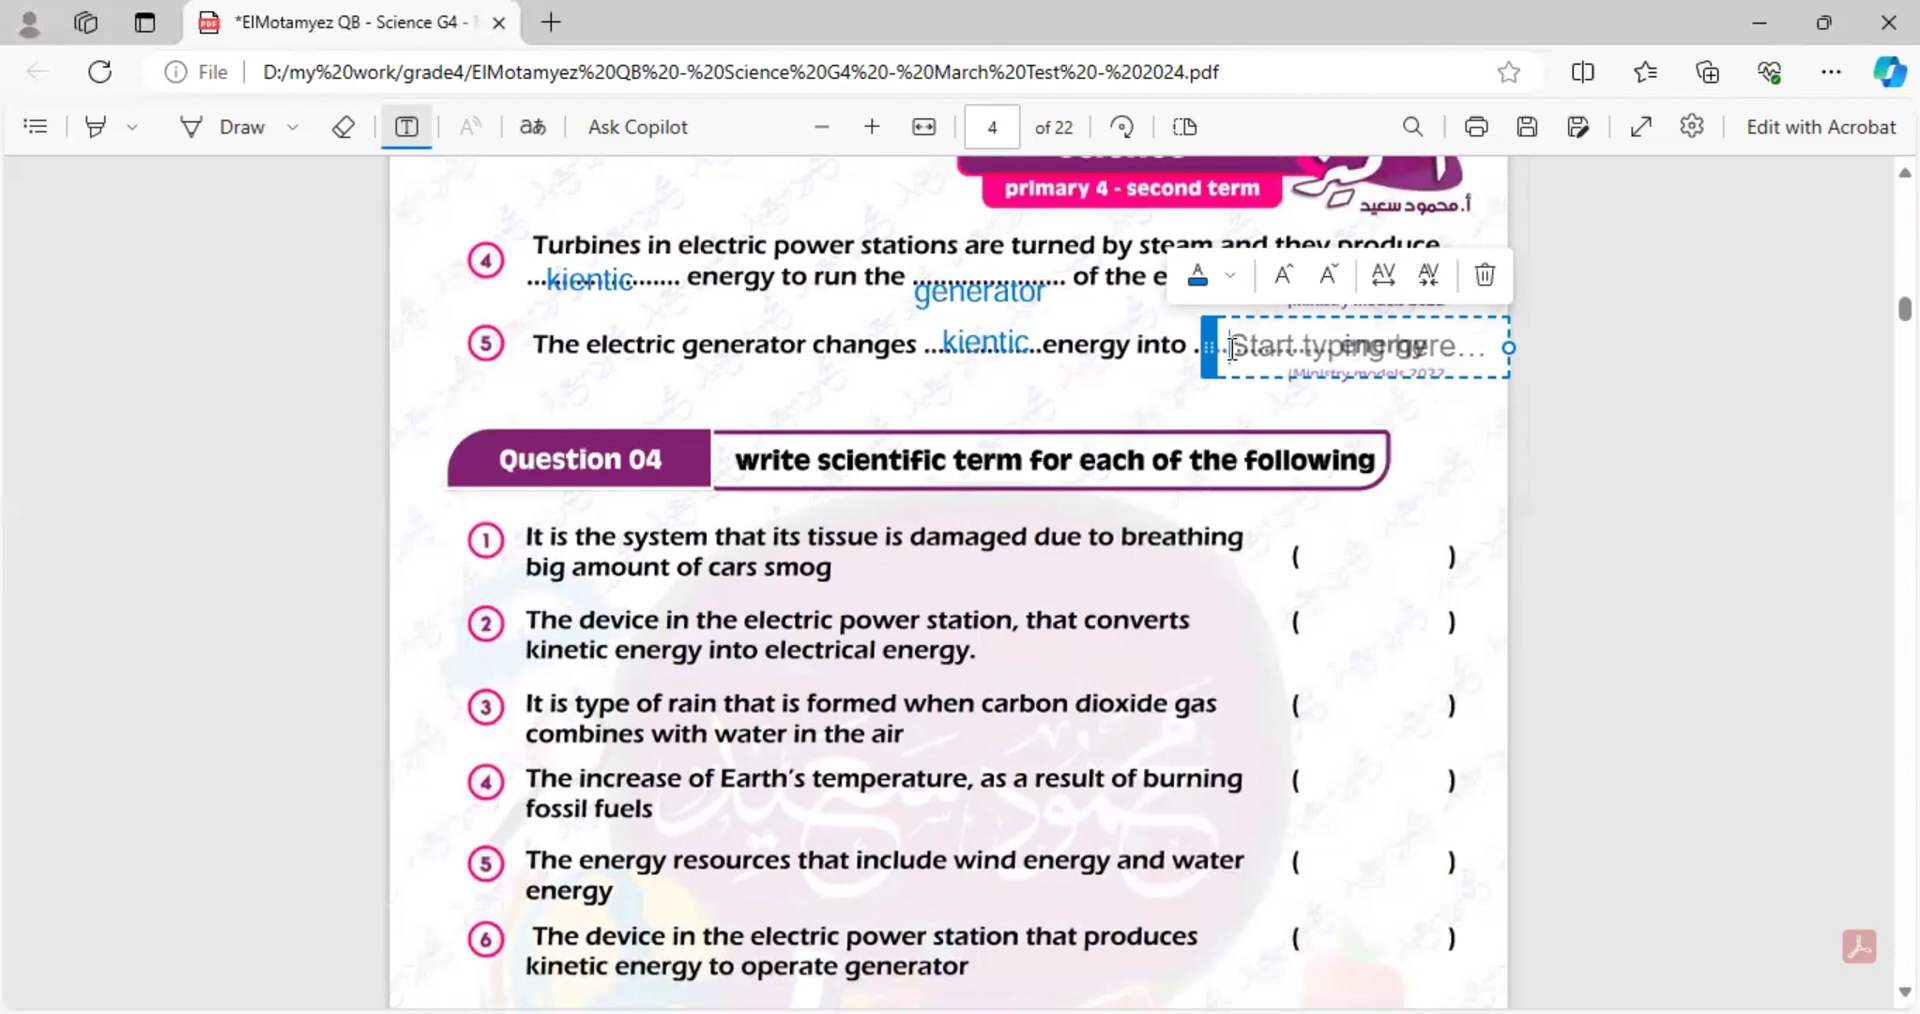 *ElMotamyez QB - Science G4 -
File
D:/my%20work/grade4/ElMotamyez%20QB%20-%20Science%20G4%20-%20March%20Test%20-%202024.pdf
Draw
Ask Copilot
4 of 22
Edit with Acrobat
primary 4 - second term
أ.محمود سعيد
4 Turbines in electric power stations are turned by steam and they produce
kientic energy to run the generator of the e
5 The electric generator changes kientic energy into energy
Start typing here...
(Ministry models 2022
Question 04 write scientific term for each of the following
1 It is the system that its tissue is damaged due to breathing
big amount of cars smog ( )
2 The device in the electric power station, that converts ( )
kinetic energy into electrical energy.
3 It is type of rain that is formed when carbon dioxide gas ( )
combines with water in the air
4 The increase of Earth's temperature, as a result of burning ( )
fossil fuels
5 The energy resources that include wind energy and water ( )
energy
6 The device in the electric power station that produces ( )
kinetic energy to operate generator
محمود سعيد